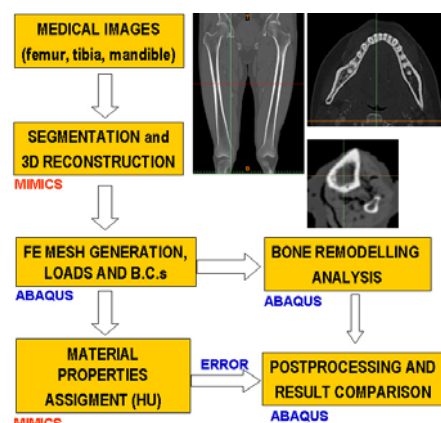 MEDICAL IMAGES
(femur, tibia, mandible)
SEGMENTATION and
3D RECONSTRUCTION
MIMICS
FE MESH GENERATION,
LOADS AND B.C.s
ABAQUS
BONE REMODELLING
ANALYSIS
ABAQUS
MATERIAL
PROPERTIES
ASSIGMENT (HU)
MIMICS
ERROR
POSTPROCESSING AND
RESULT COMPARISON
ABAQUS